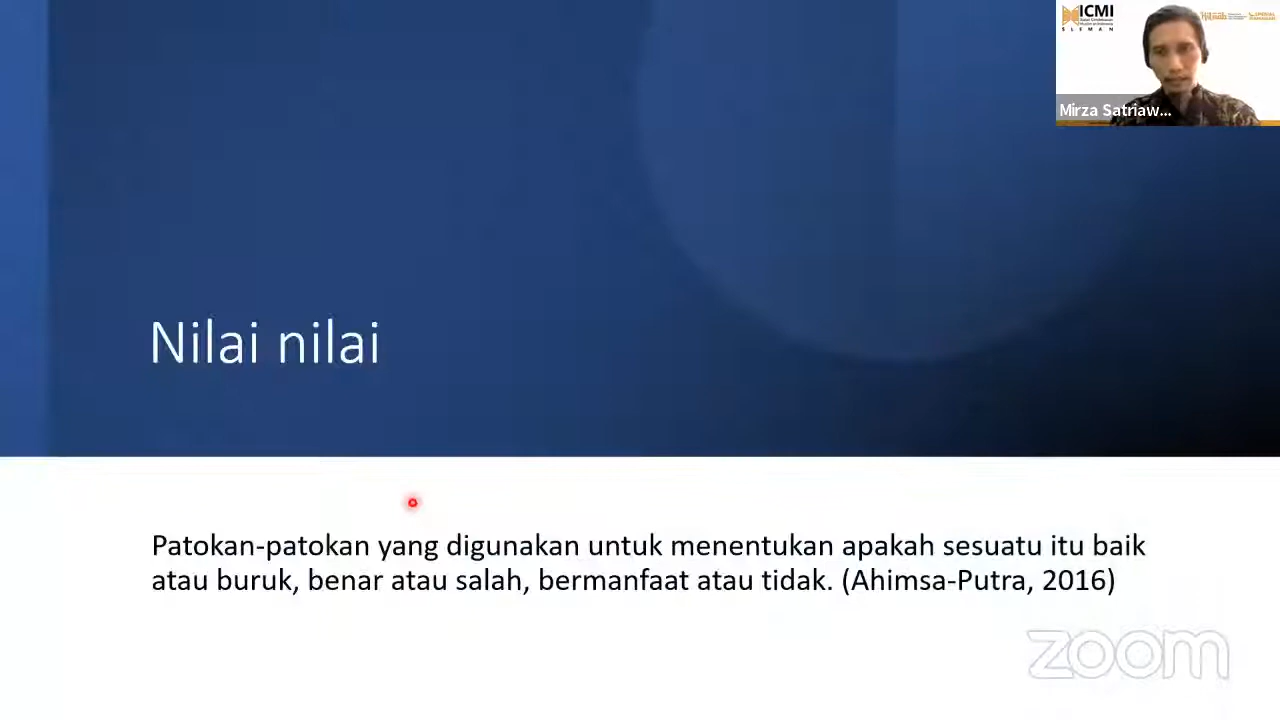 ICMI
SLEMAN
Mirza Satriaw...
Nilai nilai
Patokan-patokan yang digunakan untuk menentukan apakah sesuatu itu baik
atau buruk, benar atau salah, bermanfaat atau tidak. (Ahimsa-Putra, 2016)
zoom